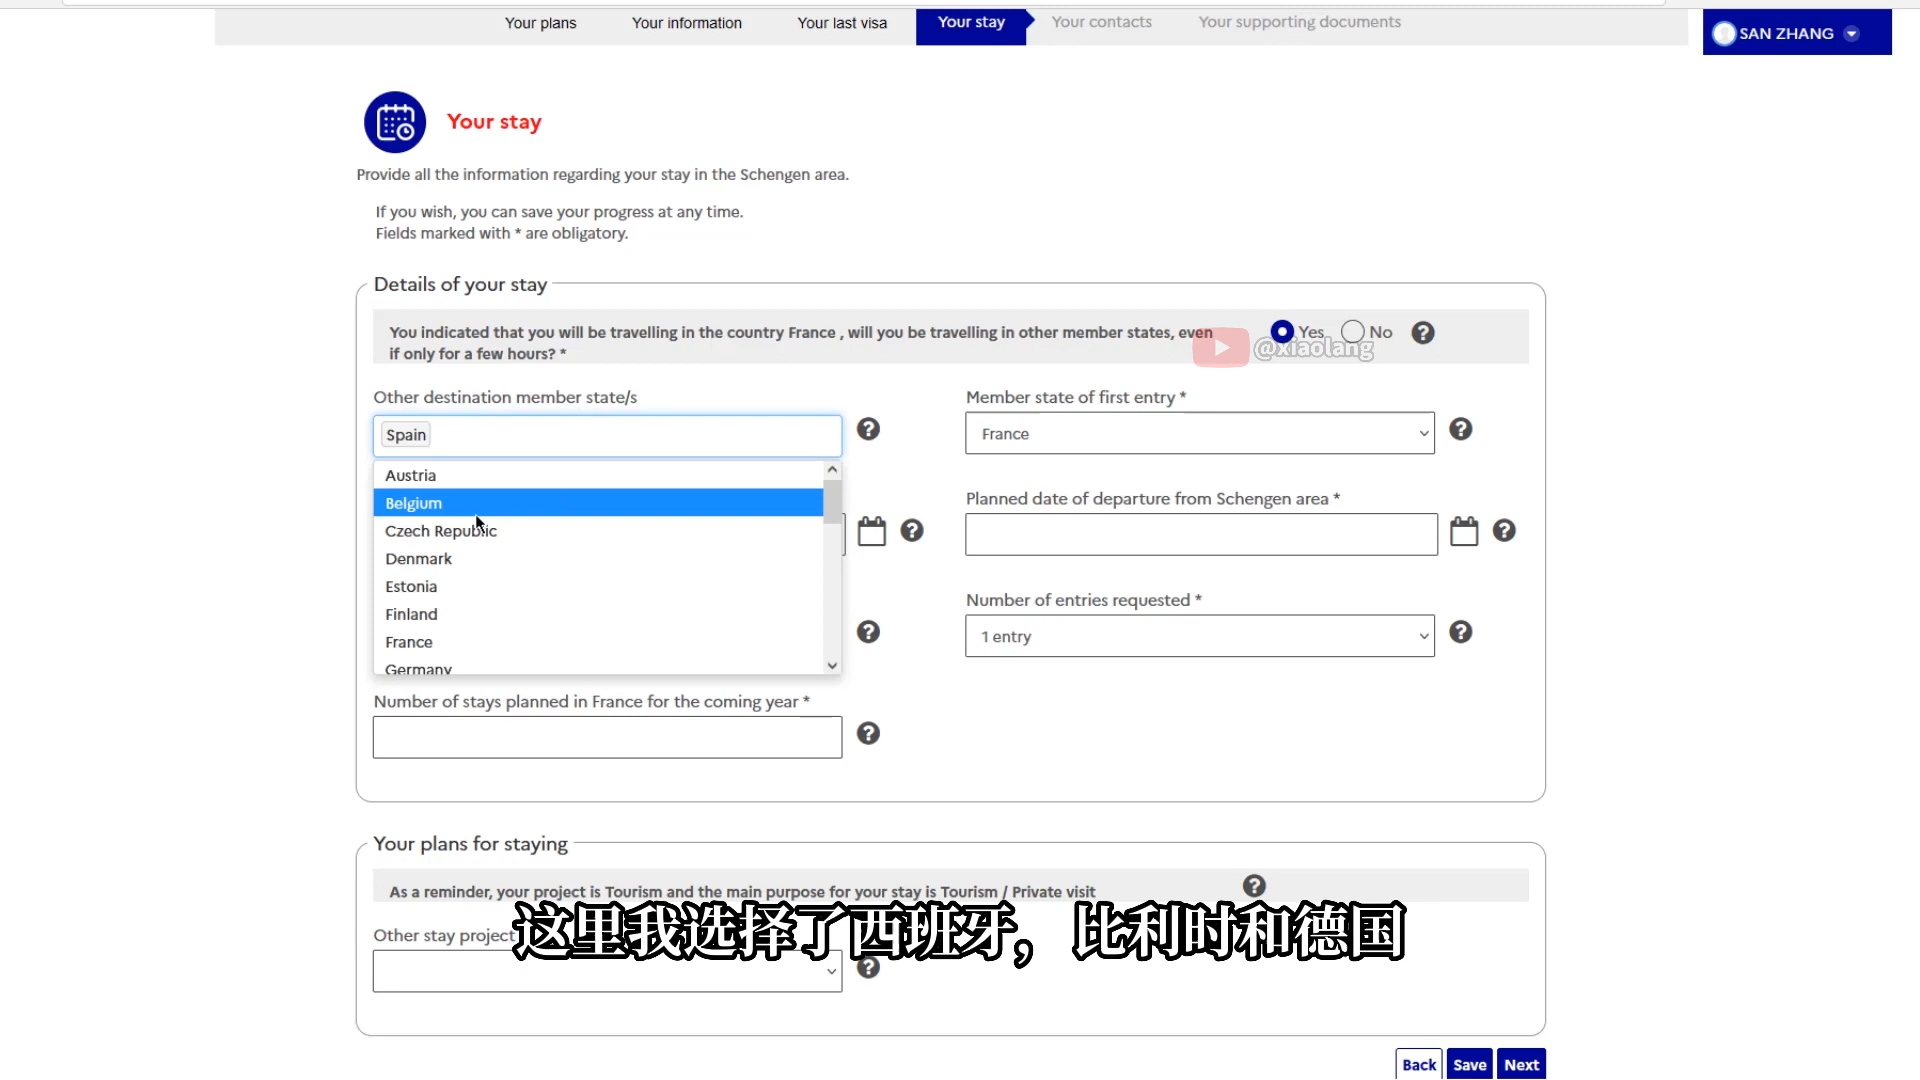 Your plans
Your information
Your last visa
Your stay
Your contacts
Your supporting documents
SAN ZHANG
Your stay
Provide all the information regarding your stay in the Schengen area.
If you wish, you can save your progress at any time.
Fields marked with * are obligatory.
Details of your stay
You indicated that you will be travelling in the country France , will you be travelling in other member states, even
if only for a few hours? *
Yes
No
@xiaolang
Other destination member state/s
Member state of first entry *
Spain
France
Austria
Belgium
Czech Republic
Denmark
Estonia
Finland
France
Germany
Planned date of departure from Schengen area *
Number of entries requested *
1 entry
Number of stays planned in France for the coming year *
Your plans for staying
As a reminder, your project is Tourism and the main purpose for your stay is Tourism / Private visit
Other stay project
这里我选择了西班牙，比利时和德国
Back
Save
Next